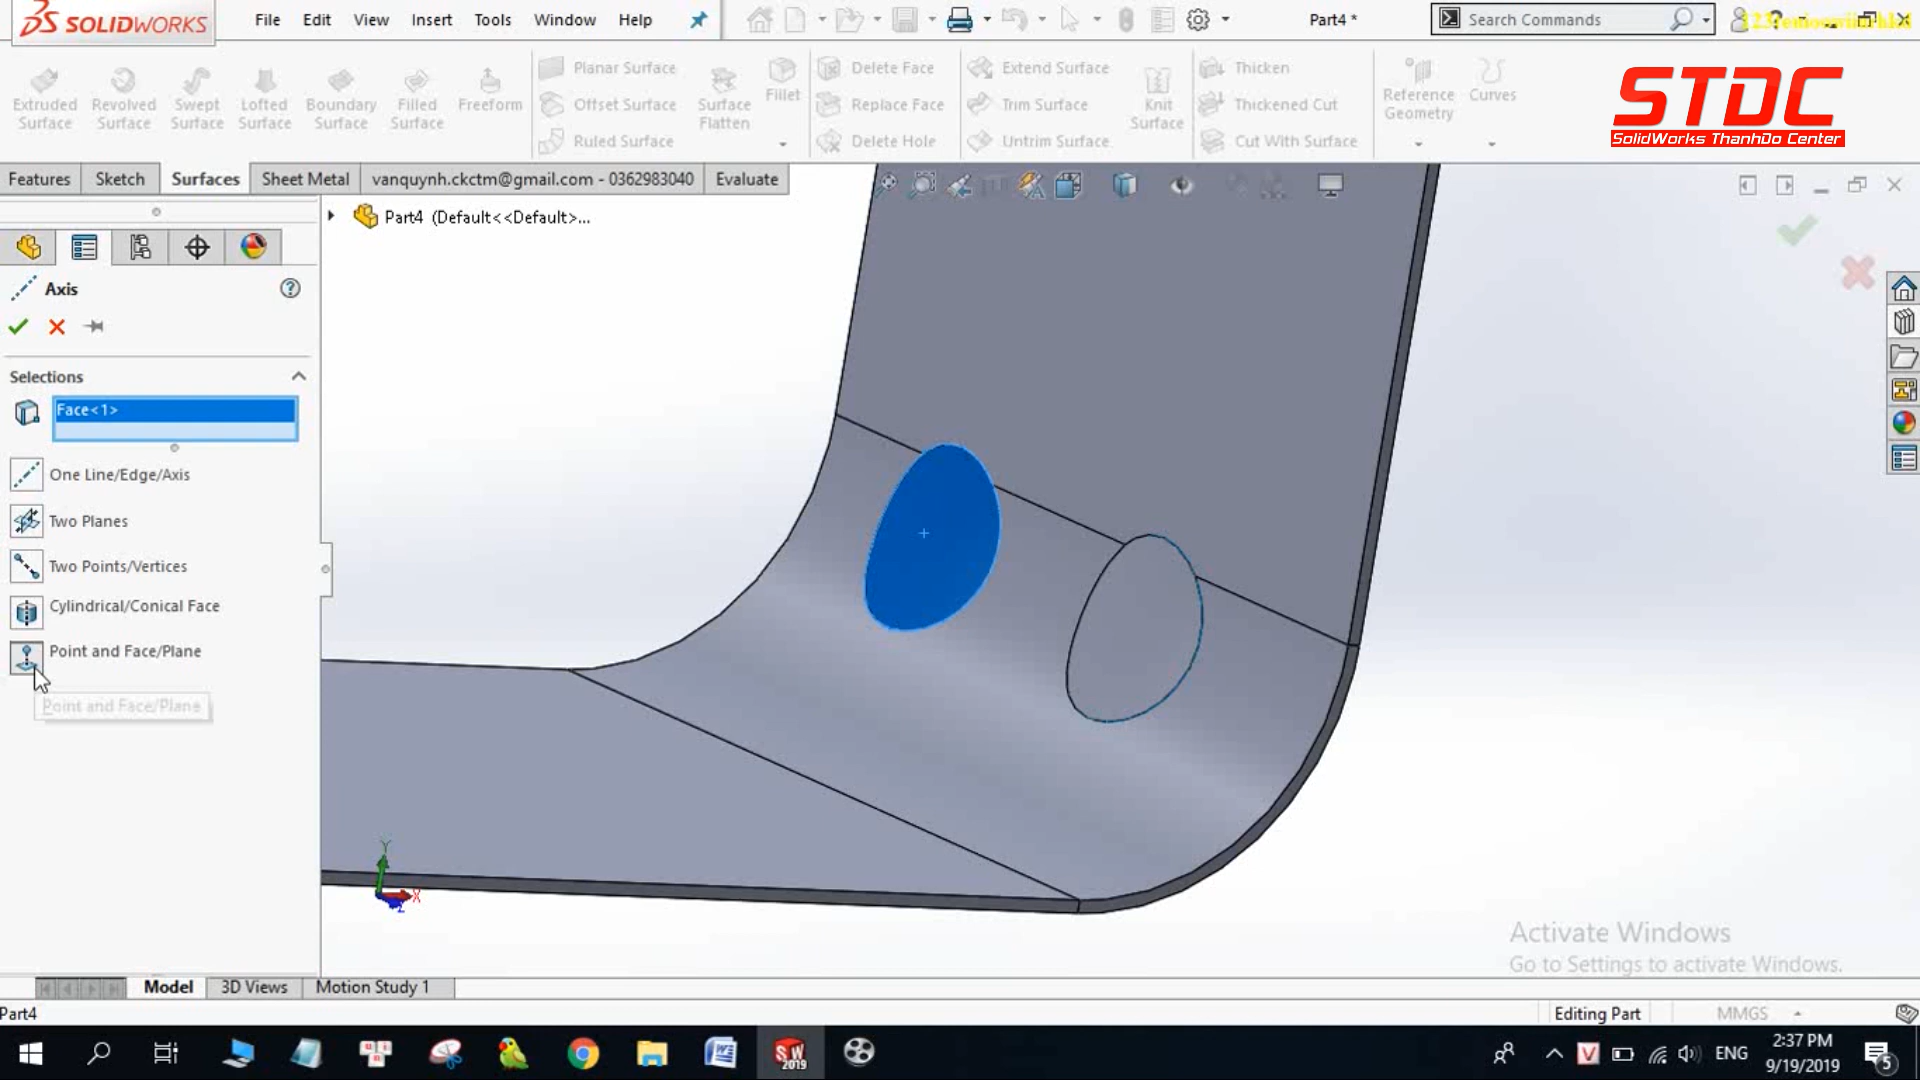 SOLIDWORKS File Edit View Insert Tools Window Help Part4 * Search Commands
Extruded Surface Revolved Surface Swept Surface Lofted Surface Boundary Surface Filled Surface Freeform
Planar Surface
Offset Surface
Ruled Surface
Surface Flatten
Fillet
Delete Face
Replace Face
Delete Hole
Extend Surface
Trim Surface
Untrim Surface
Knit Surface
Thicken
Thickened Cut
Cut With Surface
Reference Geometry
Curves
STDC
SolidWorks ThanhDo Center
Features Sketch Surfaces Sheet Metal vanquynh.ckctm@gmail.com - 0362983040 Evaluate
Part4 (Default<<Default>...
Axis
Selections
Face<1>
One Line/Edge/Axis
Two Planes
Two Points/Vertices
Cylindrical/Conical Face
Point and Face/Plane
Point and Face/Plane
Y
X
Z
Activate Windows
Go to Settings to activate Windows.
Model 3D Views Motion Study 1
Part4 Editing Part MMGS
SW 2019
V
ENG
2:37 PM
9/19/2019
5